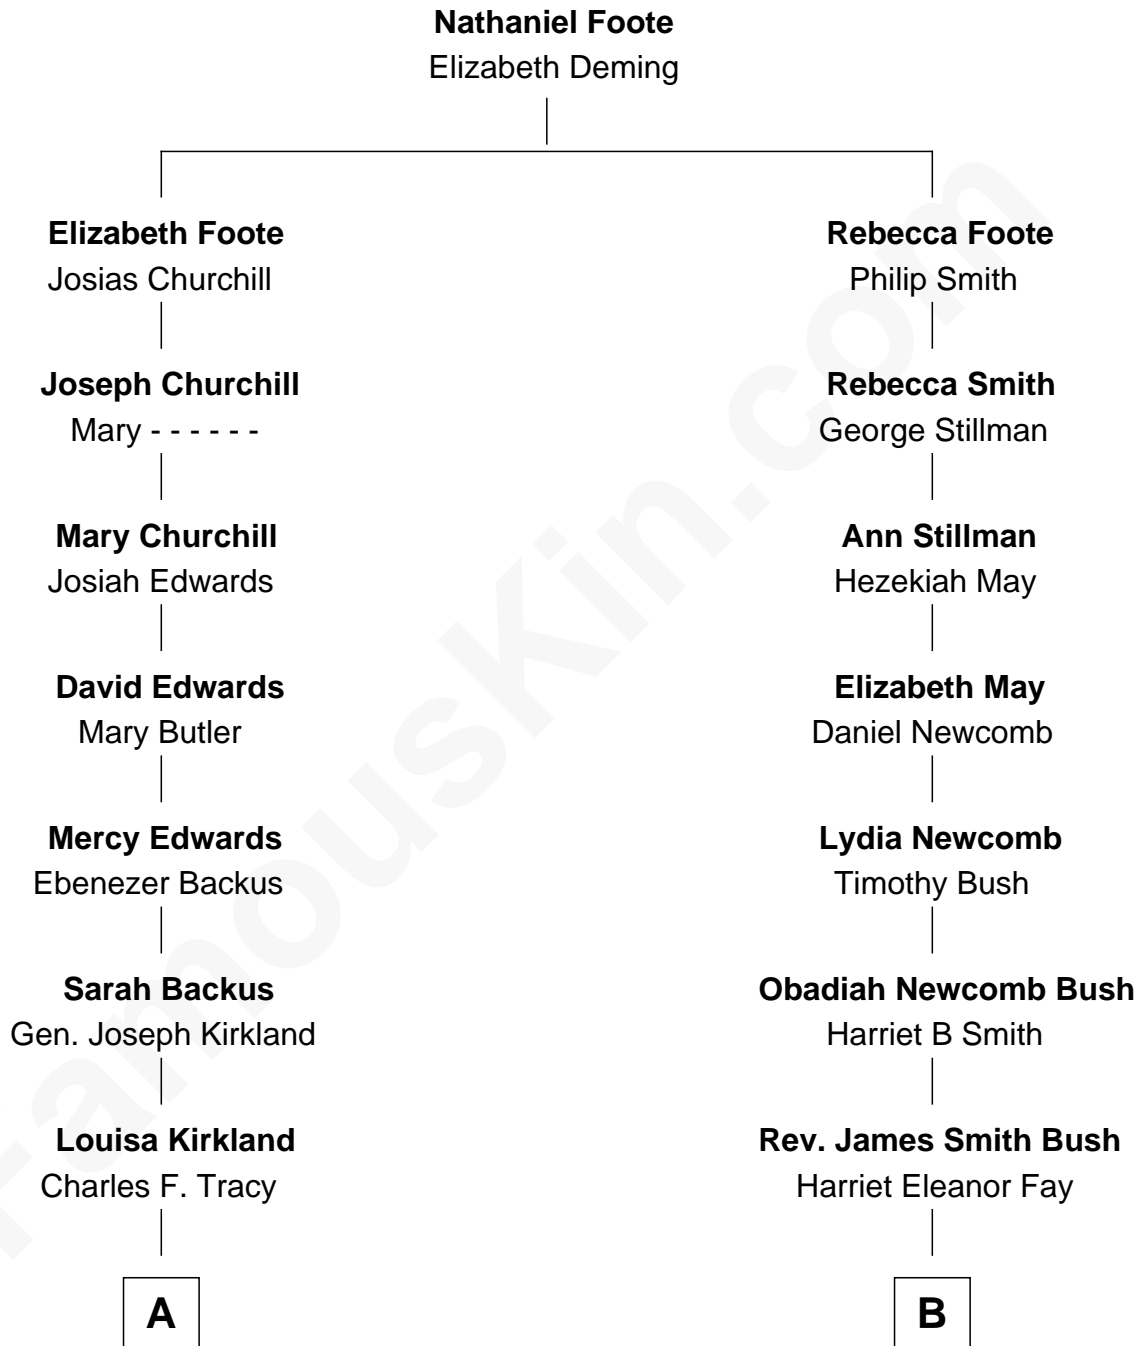 Nathaniel Foote
Elizabeth Deming
Elizabeth Foote
Josias Churchill
Rebecca Foote
Philip Smith
Joseph Churchill
Mary - - - - - -
Rebecca Smith
George Stillman
Mary Churchill
Josiah Edwards
Ann Stillman
Hezekiah May
David Edwards
Mary Butler
Elizabeth May
Daniel Newcomb
Mercy Edwards
Ebenezer Backus
Lydia Newcomb
Timothy Bush
Sarah Backus
Gen. Joseph Kirkland
Obadiah Newcomb Bush
Harriet B Smith
Louisa Kirkland
Charles F. Tracy
Rev. James Smith Bush
Harriet Eleanor Fay
A
B
FamousKin.com